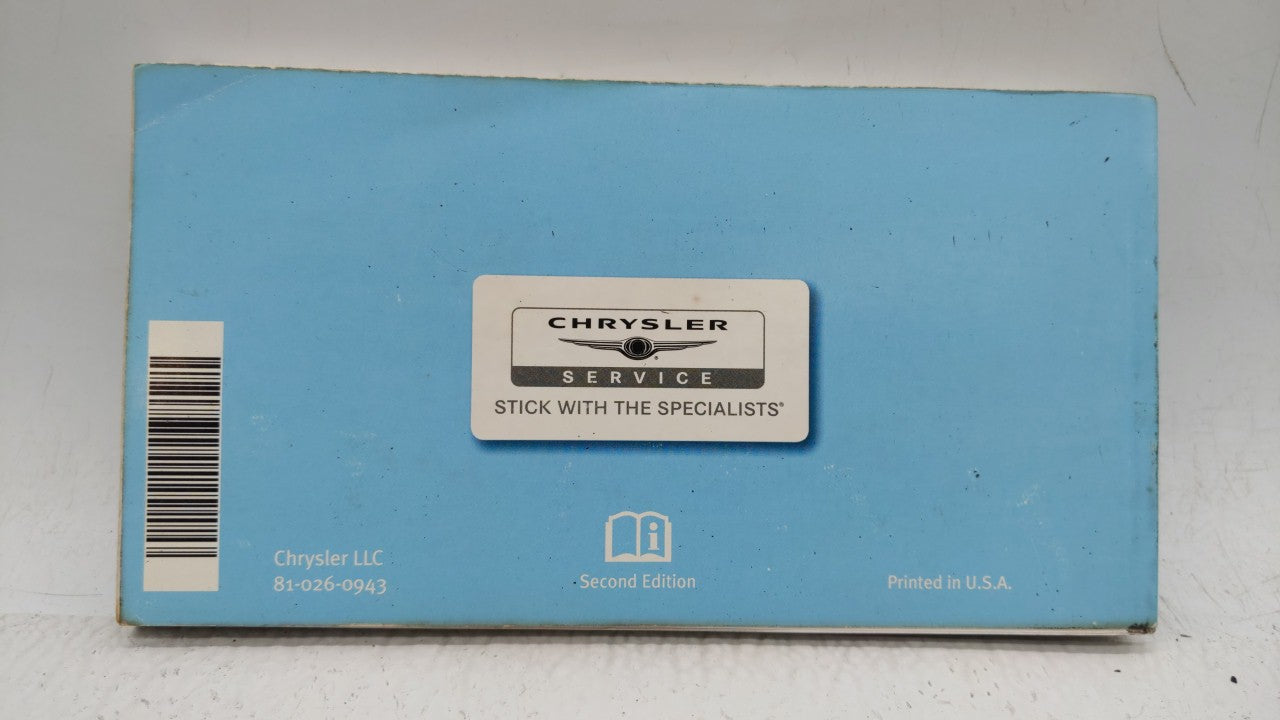 CHRYSLER
SERVICE
STICK WITH THE SPECIALISTS®
Chrysler LLC
81-026-0943
Second Edition
Printed in U.S.A.